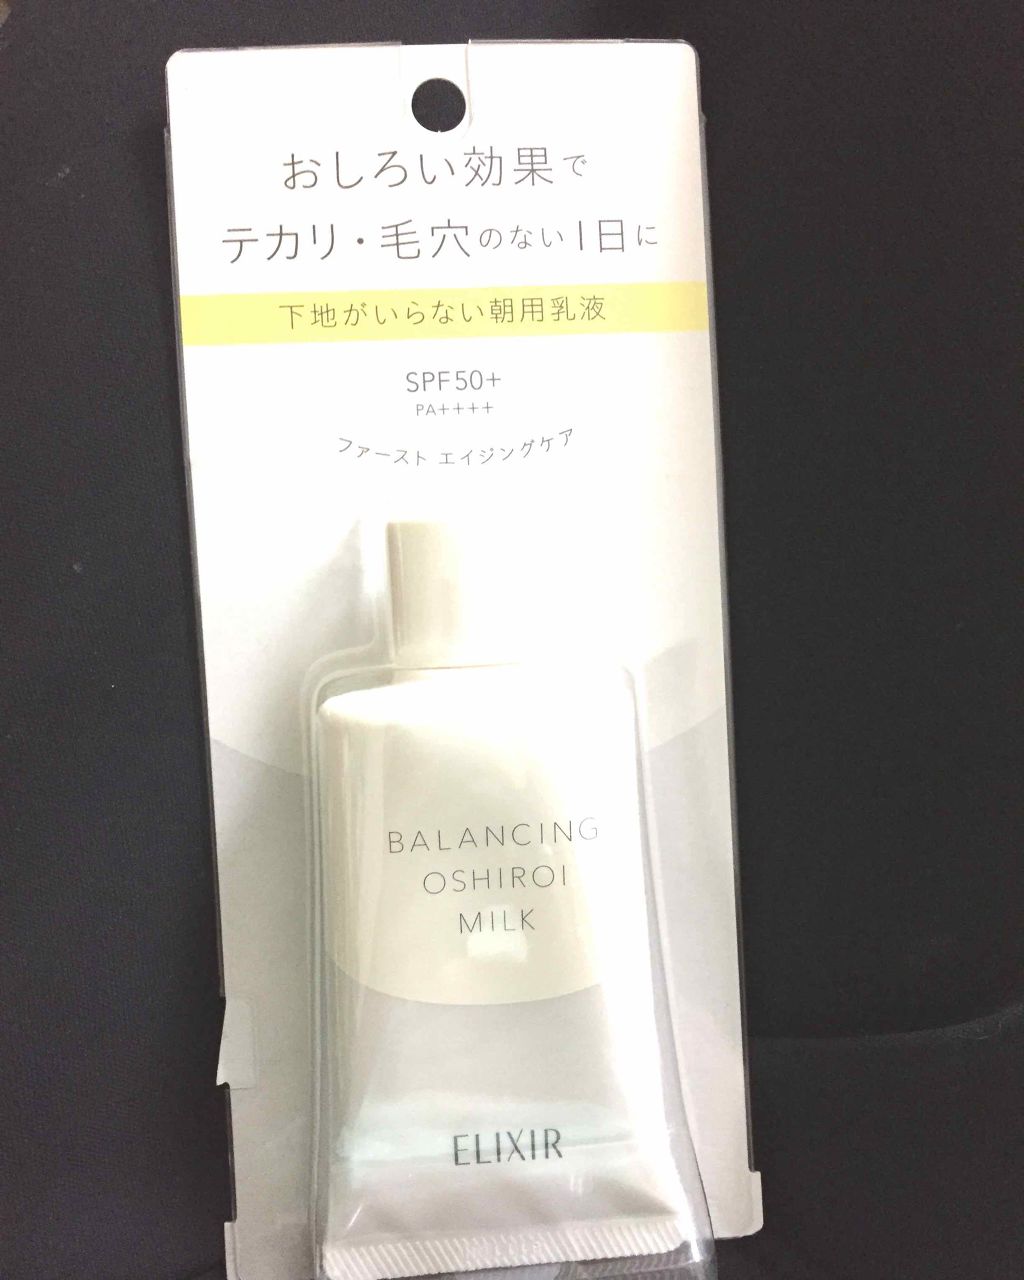 おしろい効果で
テカリ・毛穴のない1日に
下地がいらない朝用乳液
SPF50+
PA++++
ファースト エイジングケア
BALANCING
OSHIROI
MILK
ELIXIR